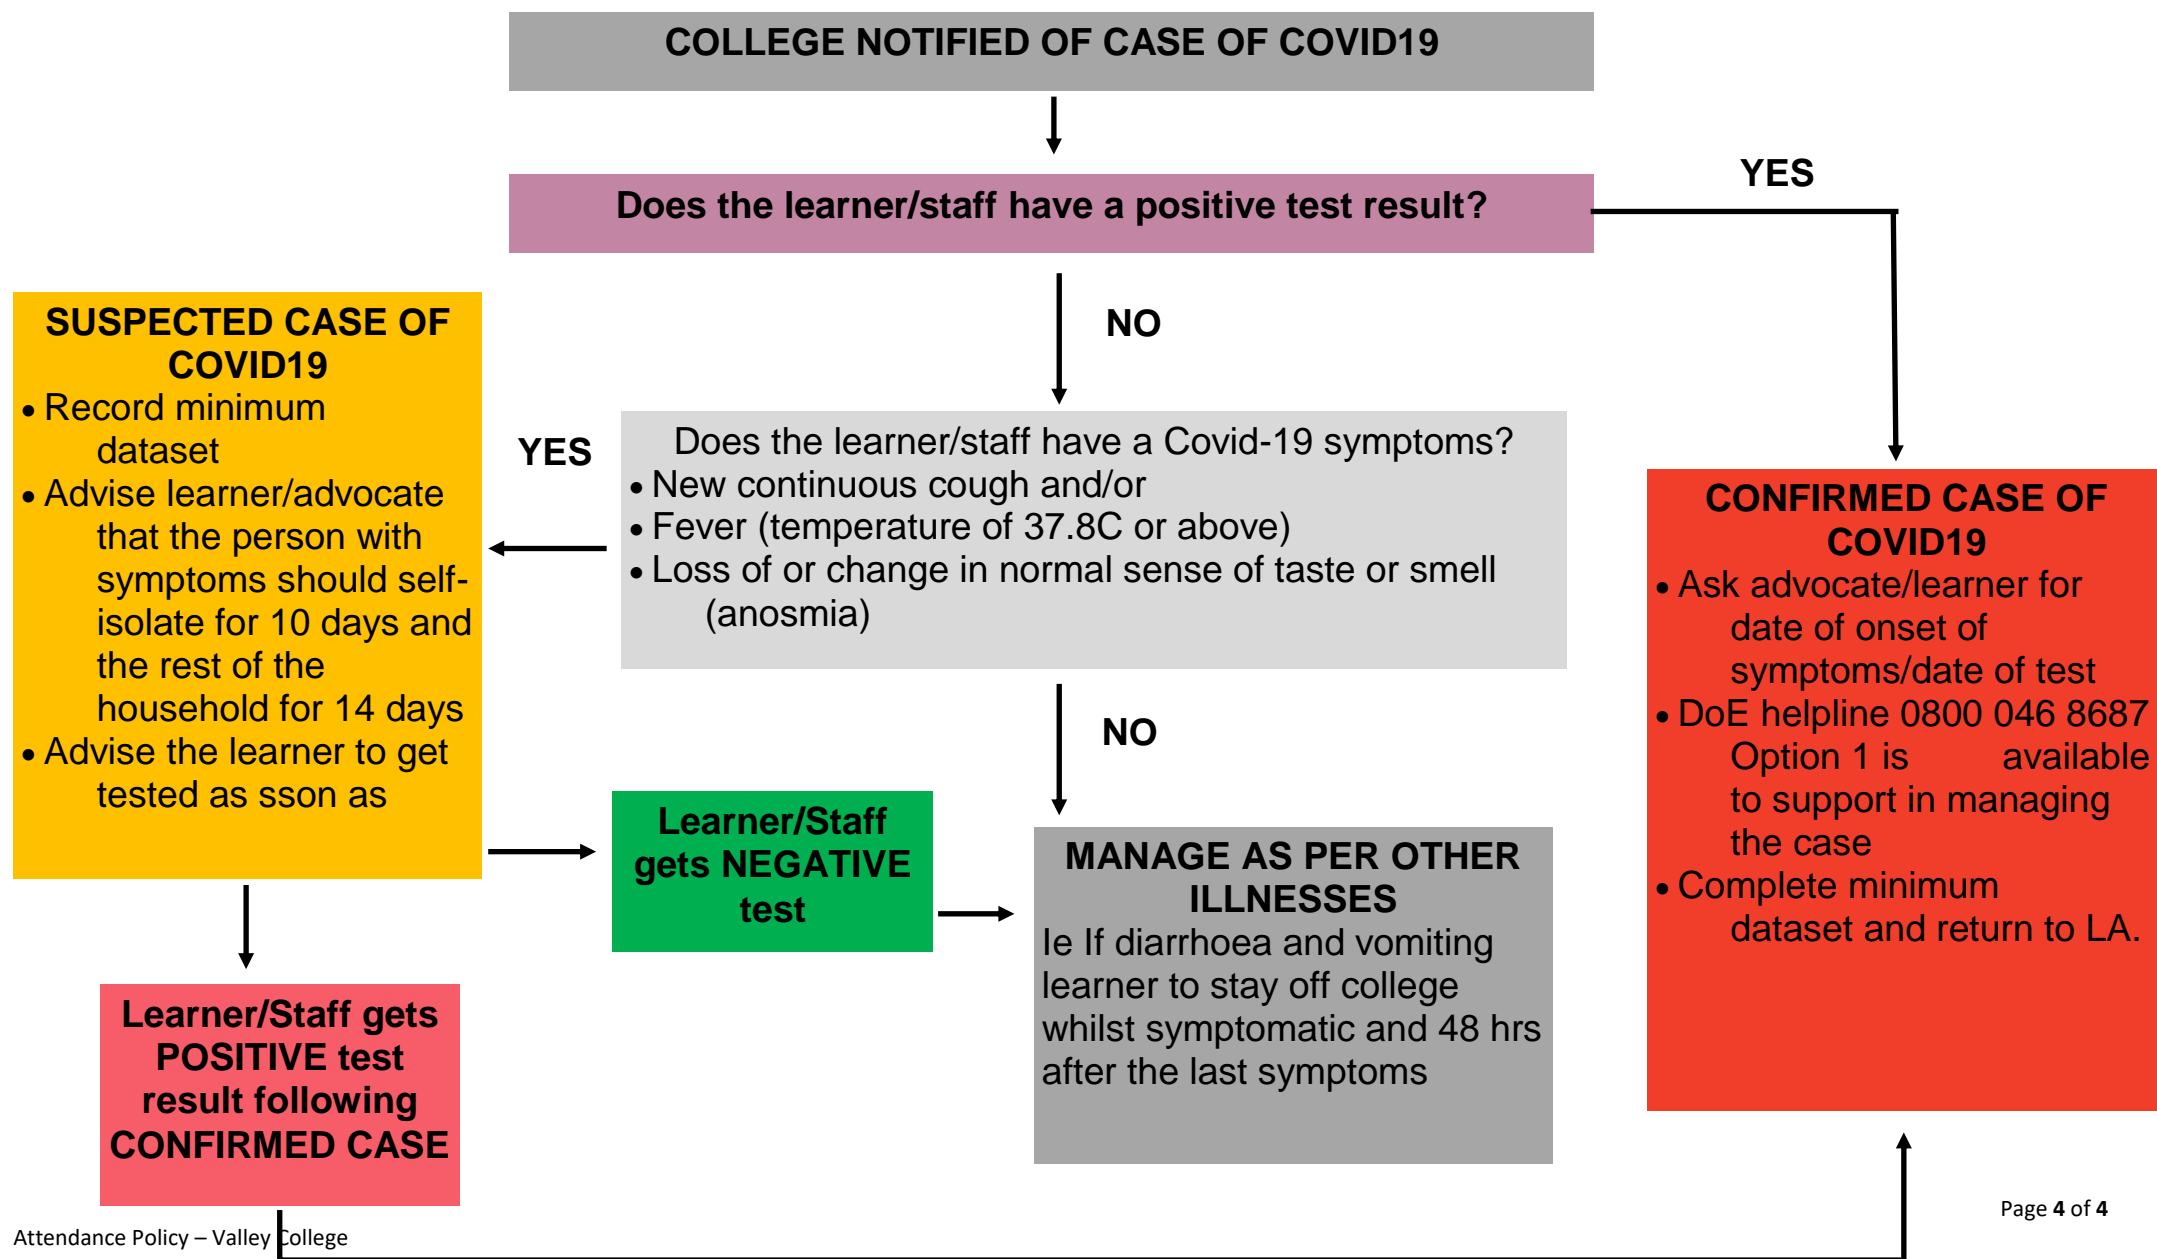 COLLEGE NOTIFIED OF CASE OF COVID19
Does the learner/staff have a positive test result?
YES
NO
SUSPECTED CASE OF
COVID19
• Record minimum
dataset
• Advise learner/advocate
that the person with
symptoms should self-
isolate for 10 days and
the rest of the
household for 14 days
• Advise the learner to get
tested as sson as
YES
Does the learner/staff have a Covid-19 symptoms?
• New continuous cough and/or
• Fever (temperature of 37.8C or above)
• Loss of or change in normal sense of taste or smell
(anosmia)
NO
CONFIRMED CASE OF
COVID19
• Ask advocate/learner for
date of onset of
symptoms/date of test
• DoE helpline 0800 046 8687
Option 1 is available
to support in managing
the case
• Complete minimum
dataset and return to LA.
Learner/Staff
gets NEGATIVE
test
MANAGE AS PER OTHER
ILLNESSES
Ie If diarrhoea and vomiting
learner to stay off college
whilst symptomatic and 48 hrs
after the last symptoms
Learner/Staff gets
POSITIVE test
result following
CONFIRMED CASE
Page 4 of 4
Attendance Policy – Valley College